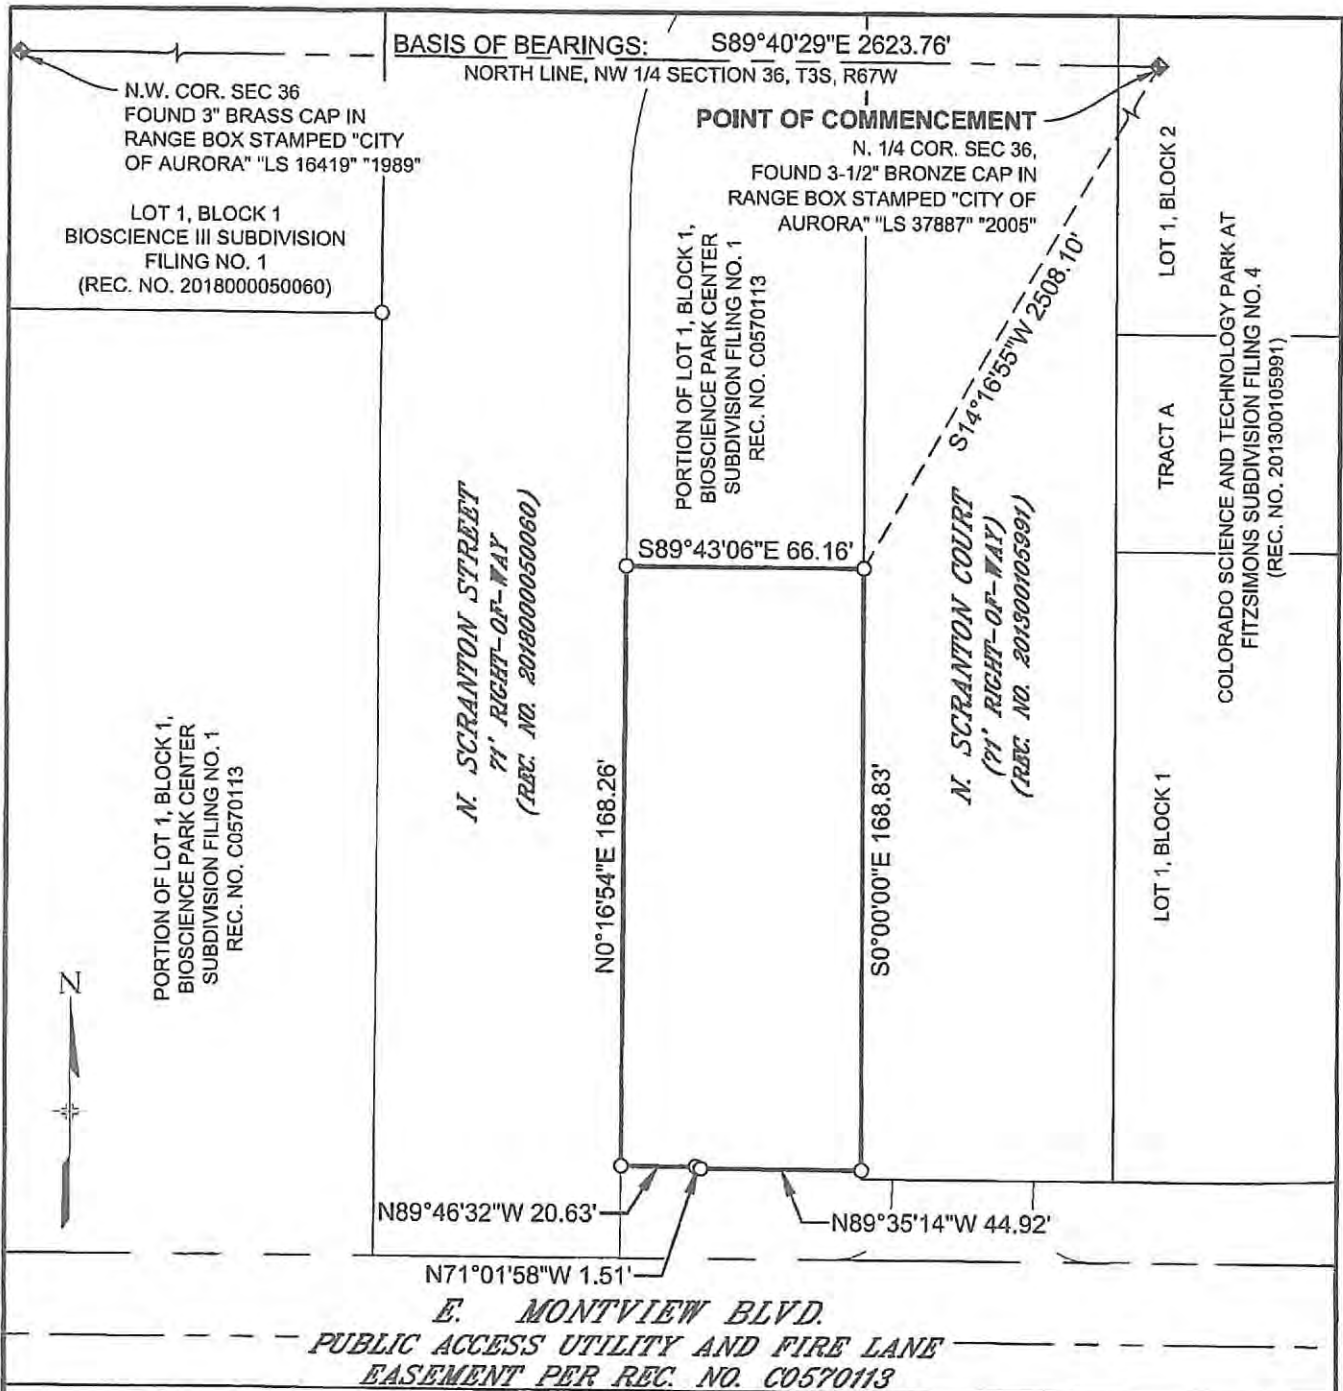 BASIS OF BEARINGS: S89°40'29"E 2623.76'
NORTH LINE, NW 1/4 SECTION 36, T3S, R67W
N.W. COR. SEC 36
FOUND 3" BRASS CAP IN
RANGE BOX STAMPED "CITY
OF AURORA" "LS 16419" "1989"
POINT OF COMMENCEMENT
N. 1/4 COR. SEC 36,
FOUND 3-1/2" BRONZE CAP IN
RANGE BOX STAMPED "CITY OF
AURORA" "LS 37887" "2005"
LOT 1, BLOCK 1
BIOSCIENCE III SUBDIVISION
FILING NO. 1
(REC. NO. 2018000050060)
PORTION OF LOT 1, BLOCK 1,
BIOSCIENCE PARK CENTER
SUBDIVISION FILING NO. 1
REC. NO. C0570113
S14°16'55"W 2508.10'
LOT 1, BLOCK 2
TRACT A
COLORADO SCIENCE AND TECHNOLOGY PARK AT
FITZSIMONS SUBDIVISION FILING NO. 4
(REC. NO. 201300105991)
N. SCRANTON STREET
71' RIGHT-OF-WAY
(REC. NO. 2018000050060)
S89°43'06"E 66.16'
N. SCRANTON COURT
(71' RIGHT-OF-WAY)
(REC. NO. 201300105991)
PORTION OF LOT 1, BLOCK 1,
BIOSCIENCE PARK CENTER
SUBDIVISION FILING NO. 1
REC. NO. C0570113
N0°16'54"E 168.26'
S0°00'00"E 168.83'
LOT 1, BLOCK 1
N
N89°46'32"W 20.63'
N89°35'14"W 44.92'
N71°01'58"W 1.51'
E. MONTVIEW BLVD.
PUBLIC ACCESS UTILITY AND FIRE LANE
EASEMENT PER REC. NO. C0570113